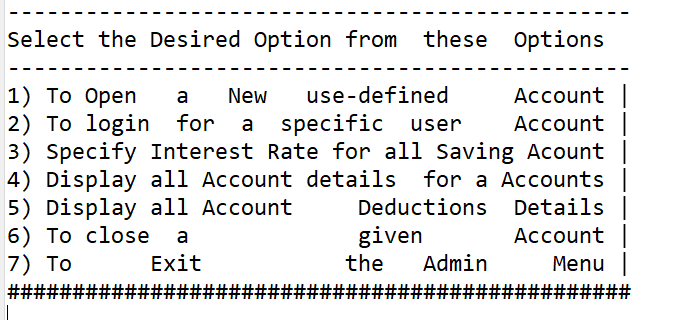 ------------------------------------------------
Select the Desired Option from  these  Options
------------------------------------------------
1) To Open   a   New   use-defined     Account |
2) To login  for  a  specific  user    Account |
3) Specify Interest Rate for all Saving Acount |
4) Display all Account details  for a Accounts |
5) Display all Account     Deductions  Details |
6) To close  a             given       Account |
7) To      Exit           the   Admin     Menu |
################################################